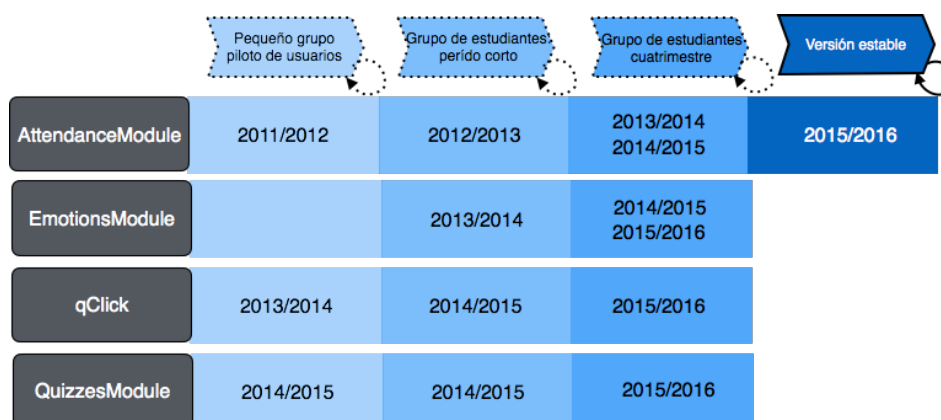 Pequeño grupo
piloto de usuarios
Grupo de estudiantes
perído corto
Grupo de estudiantes
cuatrimestre
Versión estable
AttendanceModule
2011/2012
2012/2013
2013/2014
2014/2015
2015/2016
EmotionsModule
2013/2014
2014/2015
2015/2016
qClick
2013/2014
2014/2015
2015/2016
QuizzesModule
2014/2015
2014/2015
2015/2016